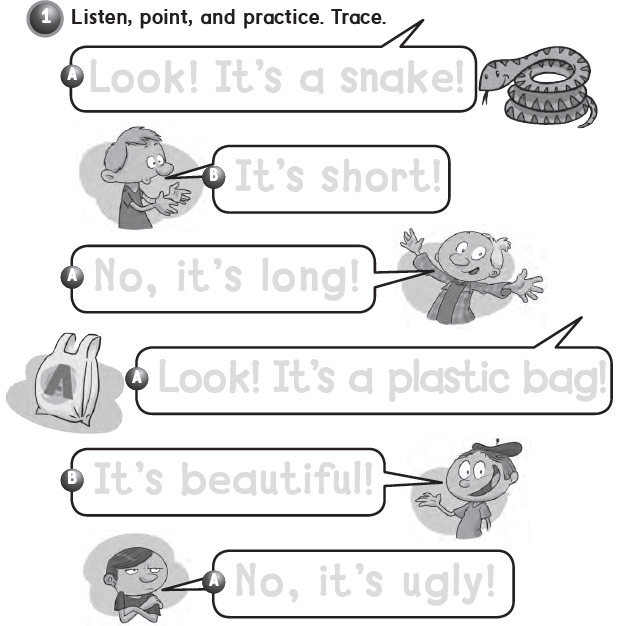 1 Listen, point, and practice. Trace.
A Look! It's a snake!
B It's short!
A No, it's long!
A
A Look! It's a plastic bag!
B It's beautiful!
A No, it's ugly!